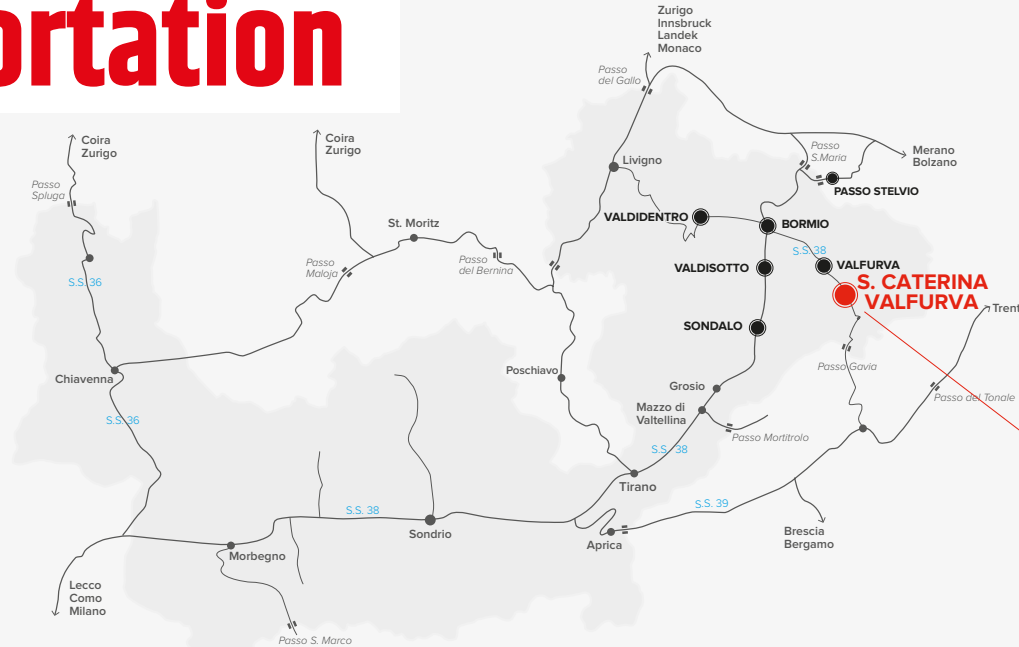 ortation
Zurigo
Innsbruck
Landek
Monaco
Passo
del Gallo
Coira
Zurigo
Coira
Zurigo
Passo
S.Maria
Merano
Bolzano
Livigno
Passo
Spluga
PASSO STELVIO
VALDIDENTRO
BORMIO
St. Moritz
S.S. 38
Passo
Maloja
Passo
del Bernina
VALDISOTTO
VALFURVA
S.S. 36
S. CATERINA
VALFURVA
Trent
SONDALO
Passo Gavia
Chiavenna
Poschiavo
Grosio
Passo del Tonale
Mazzo di
Valtellina
S.S. 36
Passo Mortitrolo
S.S. 38
Tirano
S.S. 38
S.S. 39
Sondrio
Aprica
Brescia
Bergamo
Morbegno
Lecco
Como
Milano
Passo S. Marco